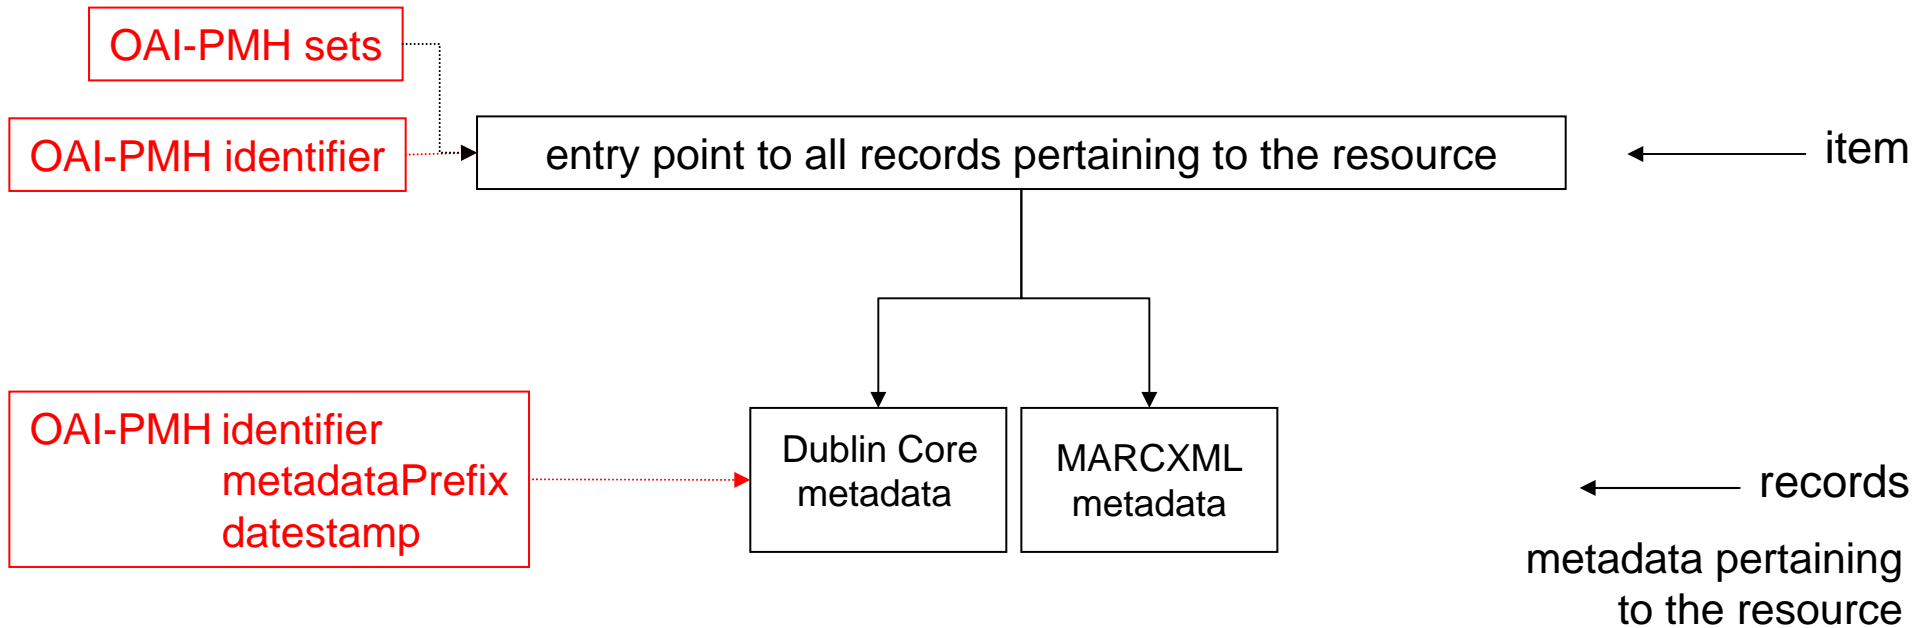 OAI-PMH sets
OAI-PMH identifier
entry point to all records pertaining to the resource
item
OAI-PMH identifier
metadataPrefix
datestamp
Dublin Core
metadata
MARCXML
metadata
records
metadata pertaining
to the resource